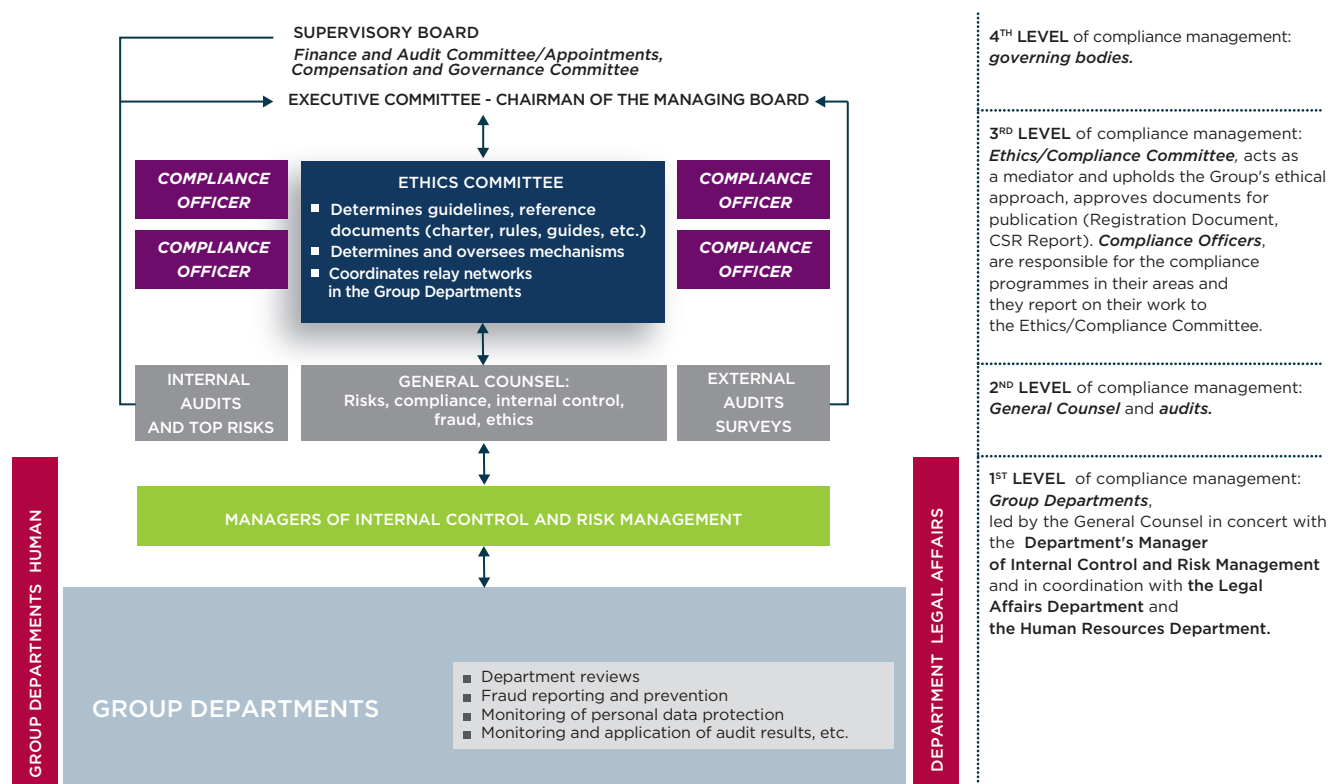 SUPERVISORY BOARD
Finance and Audit Committee/Appointments,
Compensation and Governance Committee
EXECUTIVE COMMITTEE - CHAIRMAN OF THE MANAGING BOARD
COMPLIANCE
OFFICER
COMPLIANCE
OFFICER
ETHICS COMMITTEE
■ Determines guidelines, reference
documents (charter, rules, guides, etc.)
■ Determines and oversees mechanisms
■ Coordinates relay networks
in the Group Departments
COMPLIANCE
OFFICER
COMPLIANCE
OFFICER
INTERNAL
AUDITS
AND TOP RISKS
GENERAL COUNSEL:
Risks, compliance, internal control,
fraud, ethics
EXTERNAL
AUDITS
SURVEYS
GROUP DEPARTMENTS HUMAN
MANAGERS OF INTERNAL CONTROL AND RISK MANAGEMENT
GROUP DEPARTMENTS
■ Department reviews
■ Fraud reporting and prevention
■ Monitoring of personal data protection
■ Monitoring and application of audit results, etc.
DEPARTMENT LEGAL AFFAIRS
4TH LEVEL of compliance management:
governing bodies.
3RD LEVEL of compliance management:
Ethics/Compliance Committee, acts as
a mediator and upholds the Group's ethical
approach, approves documents for
publication (Registration Document,
CSR Report). Compliance Officers,
are responsible for the compliance
programmes in their areas and
they report on their work to
the Ethics/Compliance Committee.
2ND LEVEL of compliance management:
General Counsel and audits.
1ST LEVEL of compliance management:
Group Departments,
led by the General Counsel in concert with
the Department's Manager
of Internal Control and Risk Management
and in coordination with the Legal
Affairs Department and
the Human Resources Department.